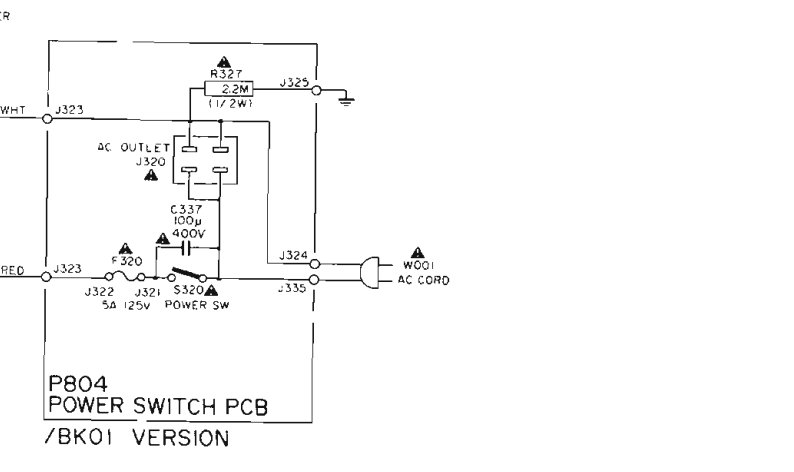 R327
2.2M
(1/2W)
J325
WHT
J323
AC OUTLET
J320
C337
100µ
400V
J324
W001
AC CORD
RED
J323
F320
J322
J321
S320
J335
5A 125V
POWER SW
P804
POWER SWITCH PCB
/BK01 VERSION